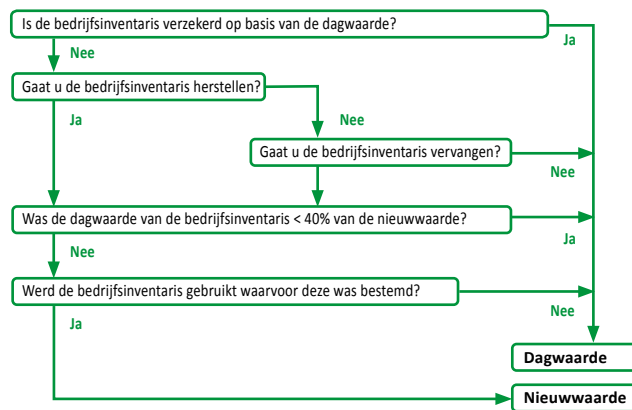 Is de bedrijfsinventaris verzekerd op basis van de dagwaarde?
Ja
Nee
Gaat u de bedrijfsinventaris herstellen?
Ja
Nee
Gaat u de bedrijfsinventaris vervangen?
Nee
Was de dagwaarde van de bedrijfsinventaris < 40% van de nieuwwaarde?
Ja
Nee
Werd de bedrijfsinventaris gebruikt waarvoor deze was bestemd?
Nee
Ja
Dagwaarde
Nieuwwaarde